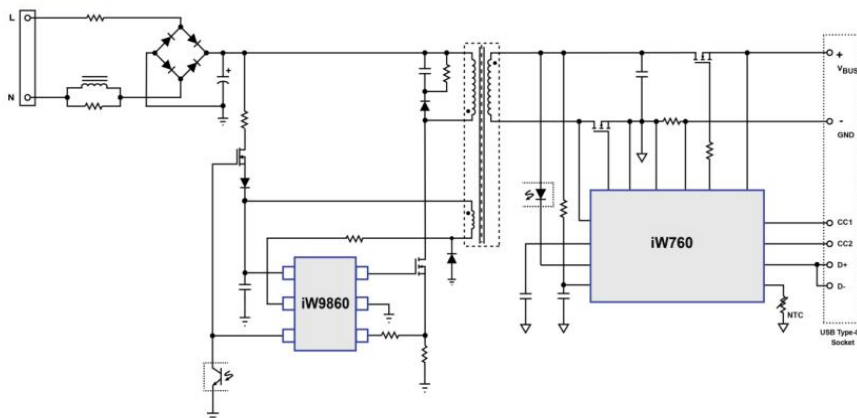 L
N
+
VBUS
-
GND
iW760
CC1
CC2
D+
D-
iW9860
NTC
USB Type-C
Socket